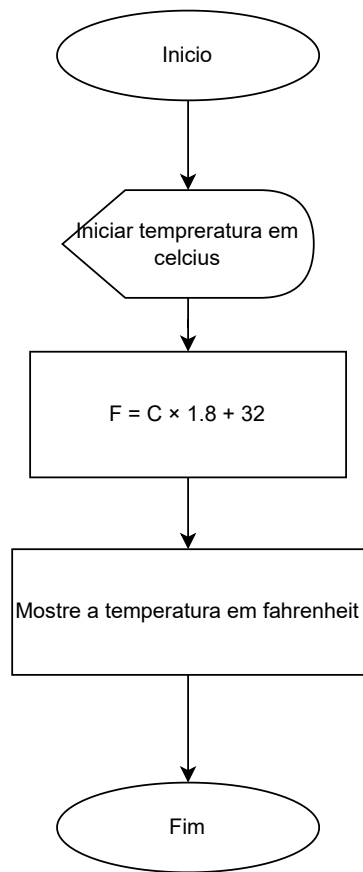 Inicio
Iniciar tempreratura em
celcius
F = C × 1.8 + 32
Mostre a temperatura em fahrenheit
Fim